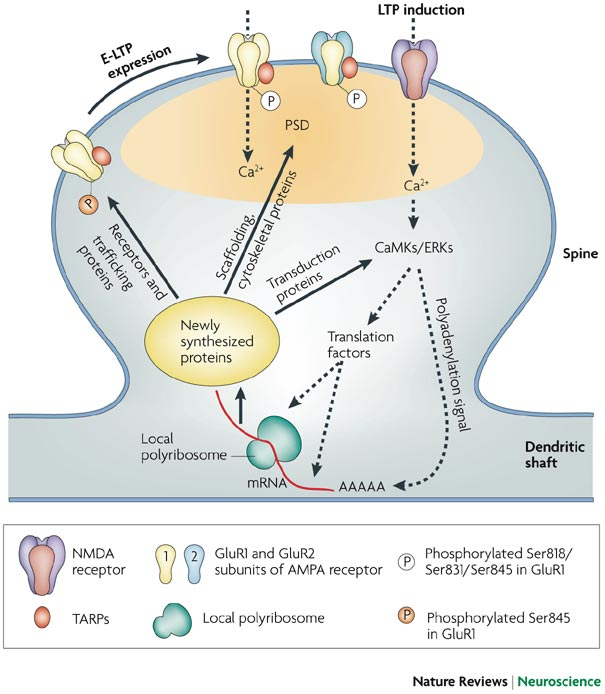 LTP induction
E-LTP
expression
P
P
PSD
Ca2+
Ca2+
P
Receptors and
trafficking
proteins
Scaffolding,
cytoskeletal proteins
Transduction
proteins
CaMKs/ERKs
Spine
Newly
synthesized
proteins
Translation
factors
Polyadenylation signal
Local
polyribosome
mRNA
AAAAA
Dendritic
shaft
NMDA
receptor
1
2
GluR1 and GluR2
subunits of AMPA receptor
P
Phosphorylated Ser818/
Ser831/Ser845 in GluR1
TARPs
Local polyribosome
P
Phosphorylated Ser845
in GluR1
Nature Reviews | Neuroscience